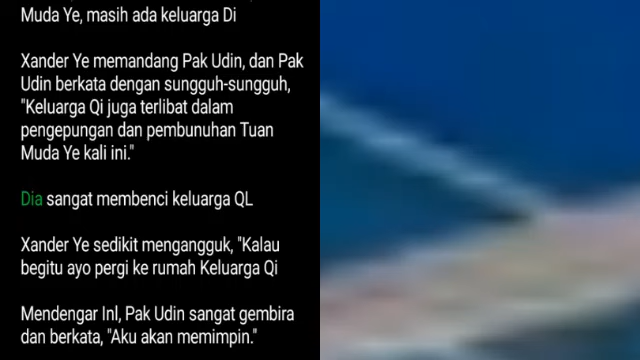 Muda Ye, masih ada keluarga Di
Xander Ye memandang Pak Udin, dan Pak
Udin berkata dengan sungguh-sungguh,
"Keluarga Qi juga terlibat dalam
pengepungan dan pembunuhan Tuan
Muda Ye kali ini."
Dia sangat membenci keluarga QL
Xander Ye sedikit mengangguk, "Kalau
begitu ayo pergi ke rumah Keluarga Qi
Mendengar Inl, Pak Udin sangat gembira
dan berkata, "Aku akan memimpin."